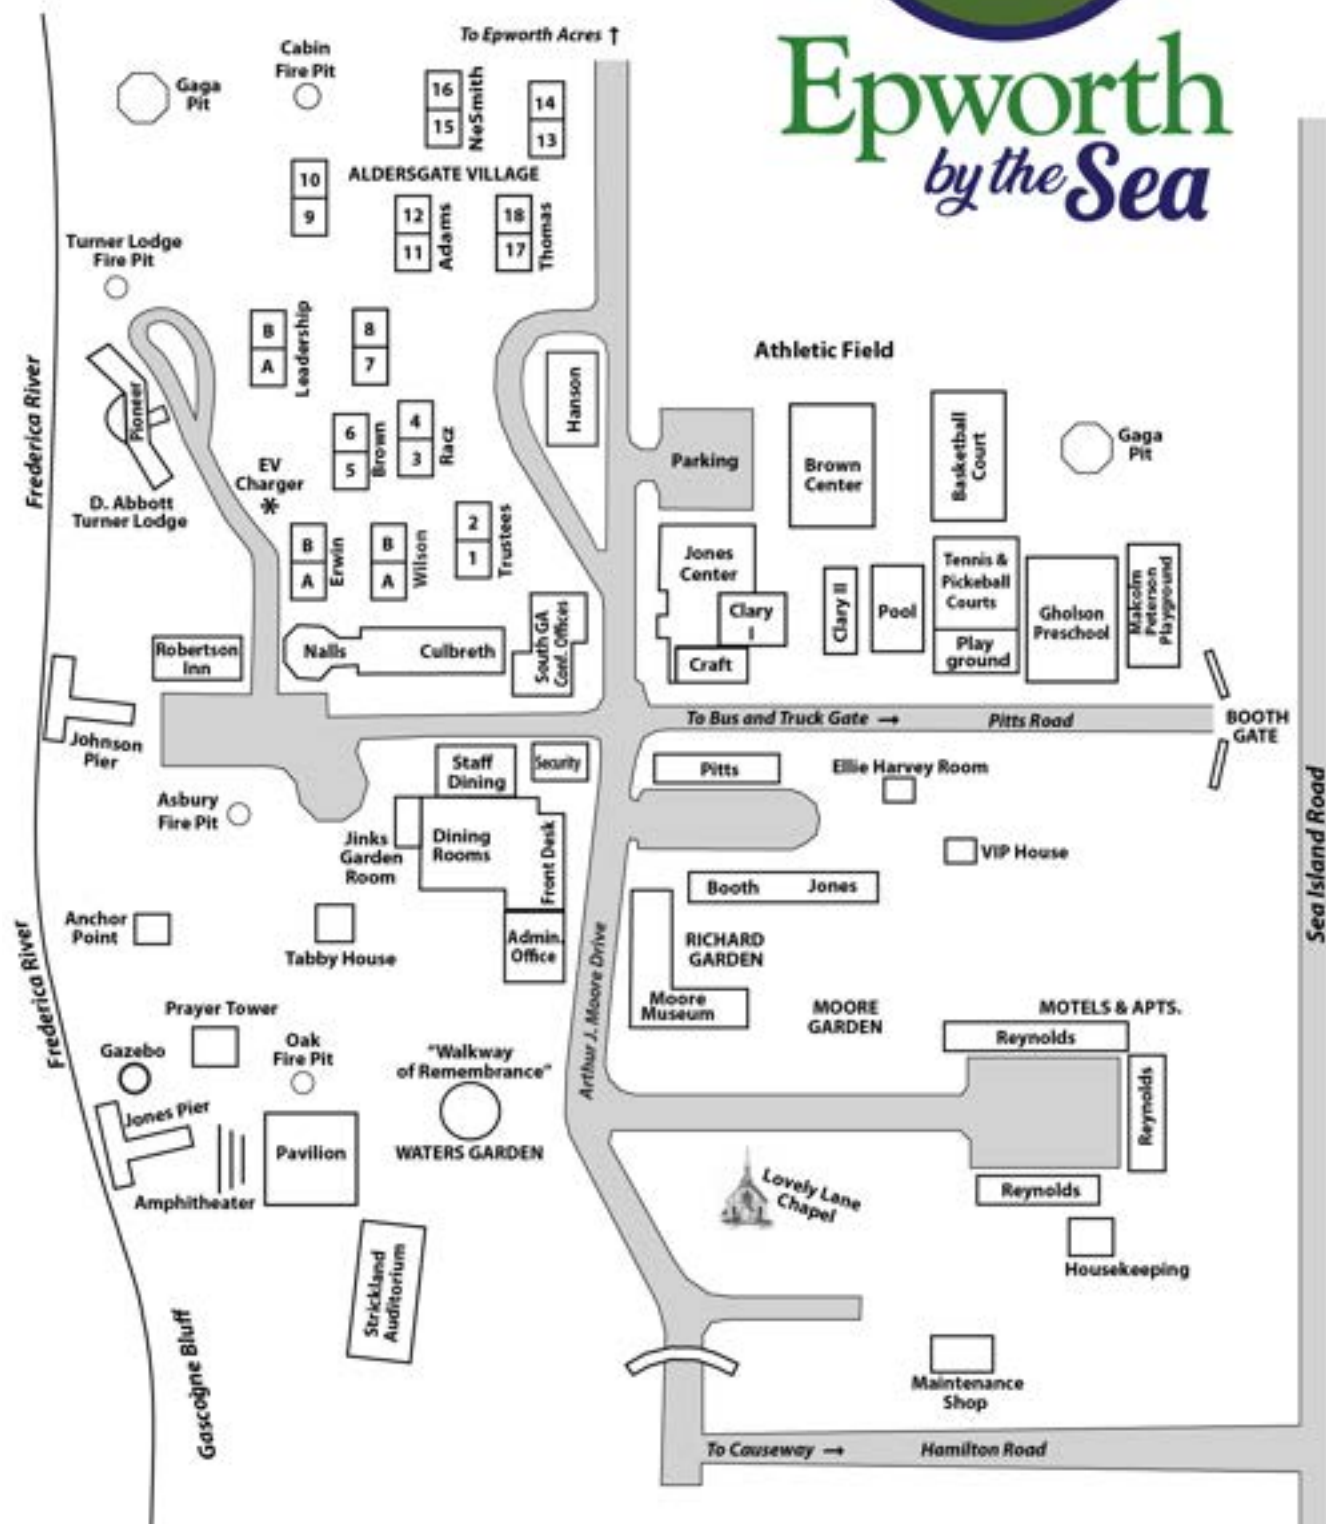 To Epworth Acres ↑
Epworth
by the Sea
Cabin
Fire Pit
Gaga
Pit
16
15
NeSmith
14
13
ALDERSGATE VILLAGE
10
9
12
11
Adams
18
17
Thomas
Turner Lodge
Fire Pit
B
A
Leadership
8
7
Frederica River
Pioneer
D. Abbott
Turner Lodge
6
5
Brown
4
3
Racz
EV
Charger
*
B
A
Erwin
B
A
Wilson
2
1
Trustees
Hanson
Athletic Field
Parking
Brown
Center
Basketball
Court
Gaga
Pit
Jones
Center
Clary
I
Craft
Clary II
Pool
Tennis &
Pickeball
Courts
Play
ground
Gholson
Preschool
Malcolm
Peterson
Playground
Robertson
Inn
Nalls
Culbreth
South GA
Conf. Offices
Johnson
Pier
To Bus and Truck Gate →
Pitts Road
BOOTH
GATE
Sea Island Road
Staff
Dining
Security
Pitts
Ellie Harvey Room
Asbury
Fire Pit
Jinks
Garden
Room
Dining
Rooms
Front Desk
VIP House
Booth
Jones
Anchor
Point
Tabby House
Admin.
Office
Arthur J. Moore Drive
RICHARD
GARDEN
Moore
Museum
MOORE
GARDEN
MOTELS & APTS.
Reynolds
Reynolds
Reynolds
Frederica River
Prayer Tower
Gazebo
Oak
Fire Pit
"Walkway
of Remembrance"
WATERS GARDEN
Jones Pier
Pavilion
Amphitheater
Lovely Lane
Chapel
Housekeeping
Strickland
Auditorium
Gascogne Bluff
Maintenance
Shop
To Causeway →
Hamilton Road